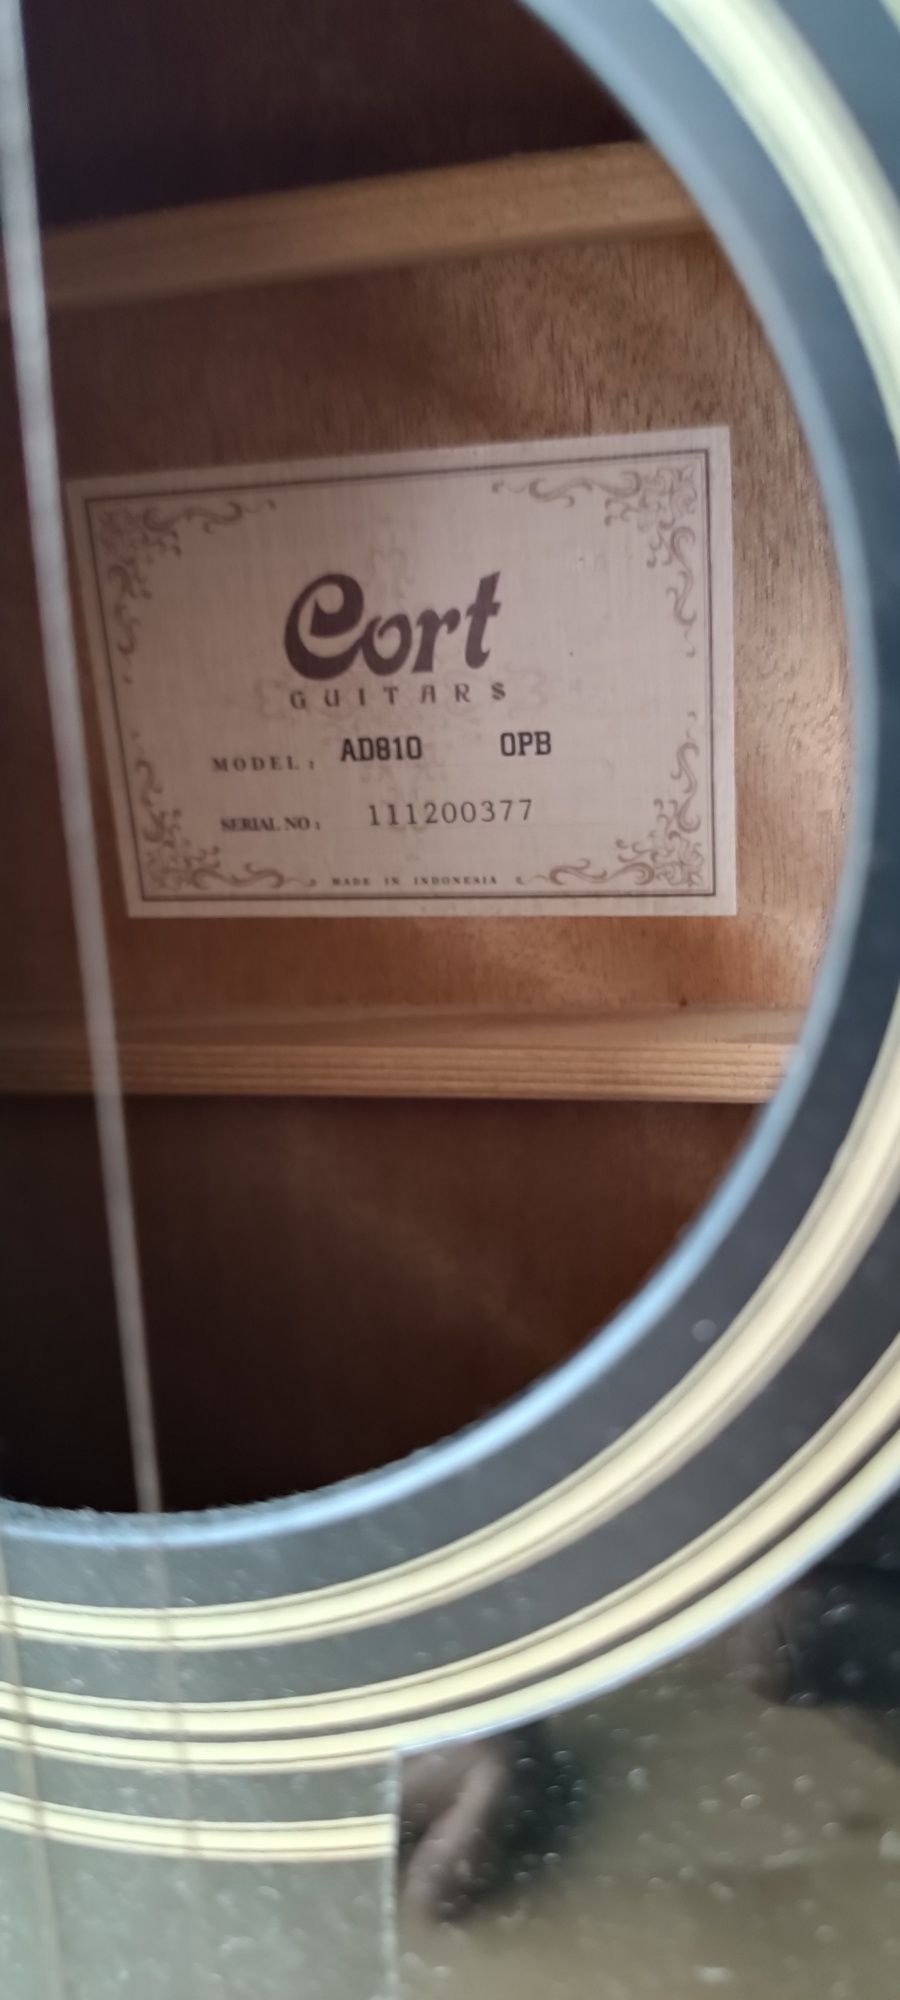 Cort
GUITARS
MODEL : AD810 OPB
SERIAL NO : 111200377
MADE IN INDONESIA